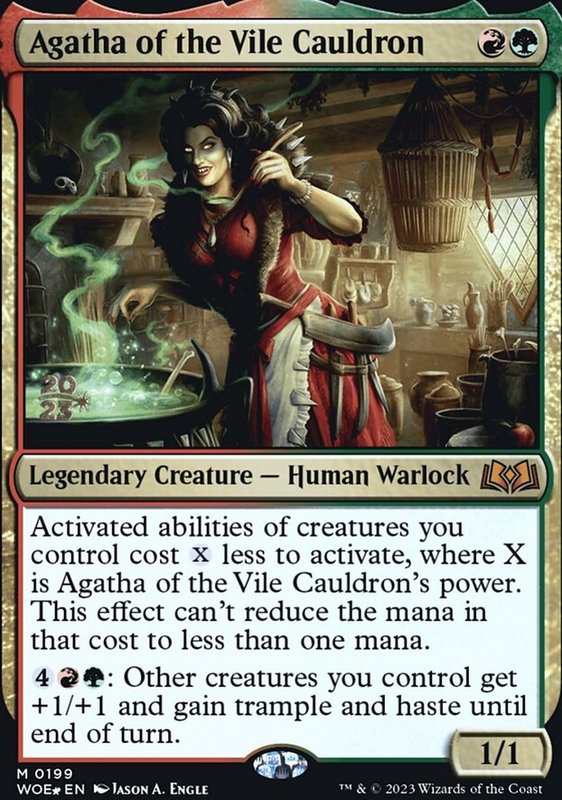 Agatha of the Vile Cauldron
20
23
Legendary Creature — Human Warlock
Activated abilities of creatures you
control cost X less to activate, where X
is Agatha of the Vile Cauldron's power.
This effect can't reduce the mana in
that cost to less than one mana.
4: Other creatures you control get
+1/+1 and gain trample and haste until
end of turn.
1/1
M 0199
WOE★EN Jason A. Engle
™ & © 2023 Wizards of the Coast